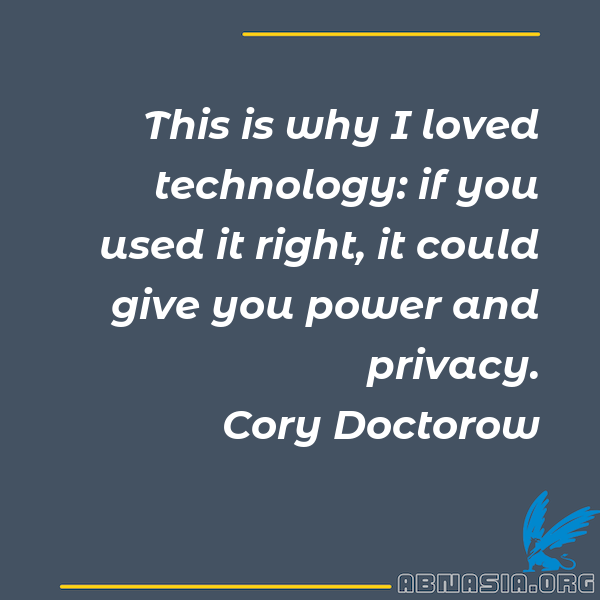 This is why I loved
technology: if you
used it right, it could
give you power and
privacy.
Cory Doctorow
ABNASIA.ORG